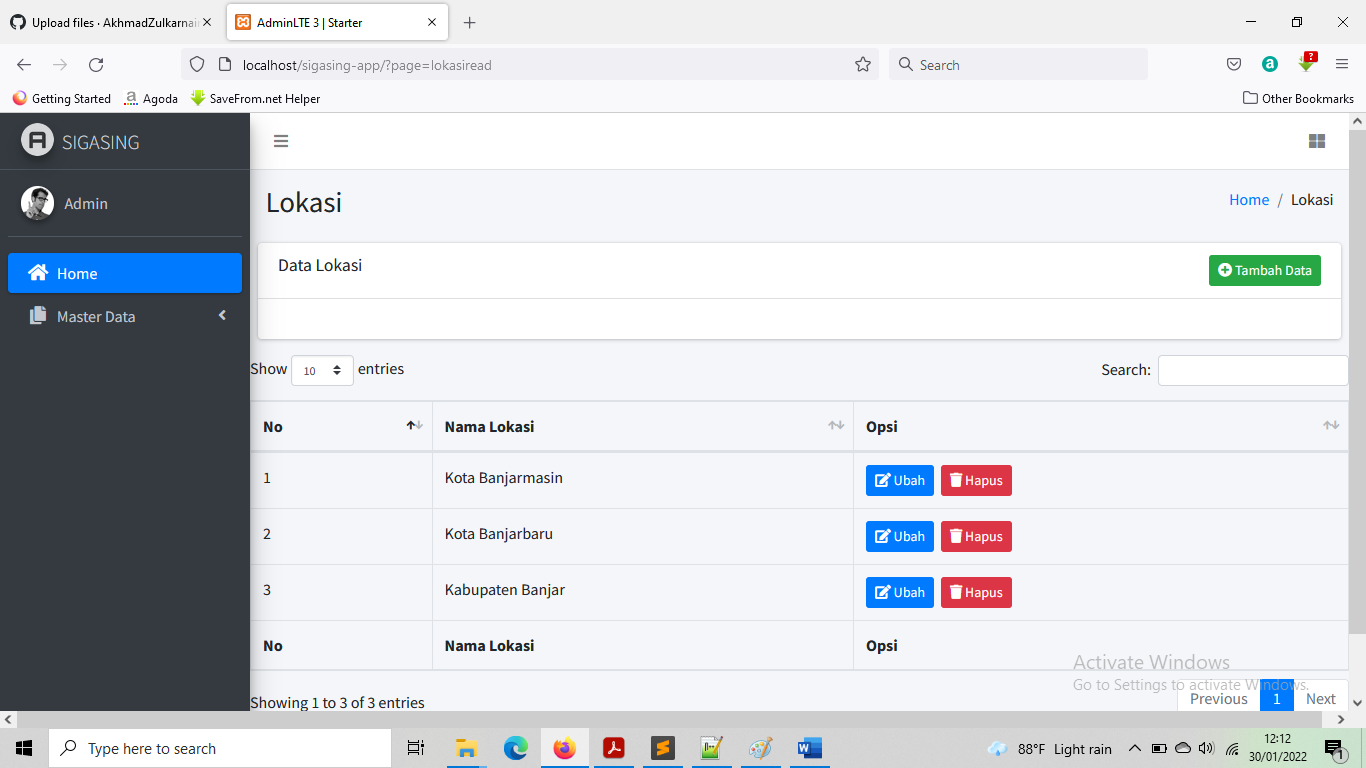 Upload files · AkhmadZulkarnai
AdminLTE 3 | Starter
localhost/sigasing-app/?page=lokasiread
Search
?
Getting Started
a Agoda
SaveFrom.net Helper
Other Bookmarks
SIGASING
Admin
Home
Master Data
Lokasi
Home / Lokasi
Data Lokasi
Tambah Data
Show 10 entries
Search:
No Nama Lokasi Opsi
1 Kota Banjarmasin Ubah Hapus
2 Kota Banjarbaru Ubah Hapus
3 Kabupaten Banjar Ubah Hapus
No Nama Lokasi Opsi
Activate Windows
Go to Settings to activate Windows.
Showing 1 to 3 of 3 entries
Previous 1 Next
Type here to search
88°F Light rain
12:12
30/01/2022
1